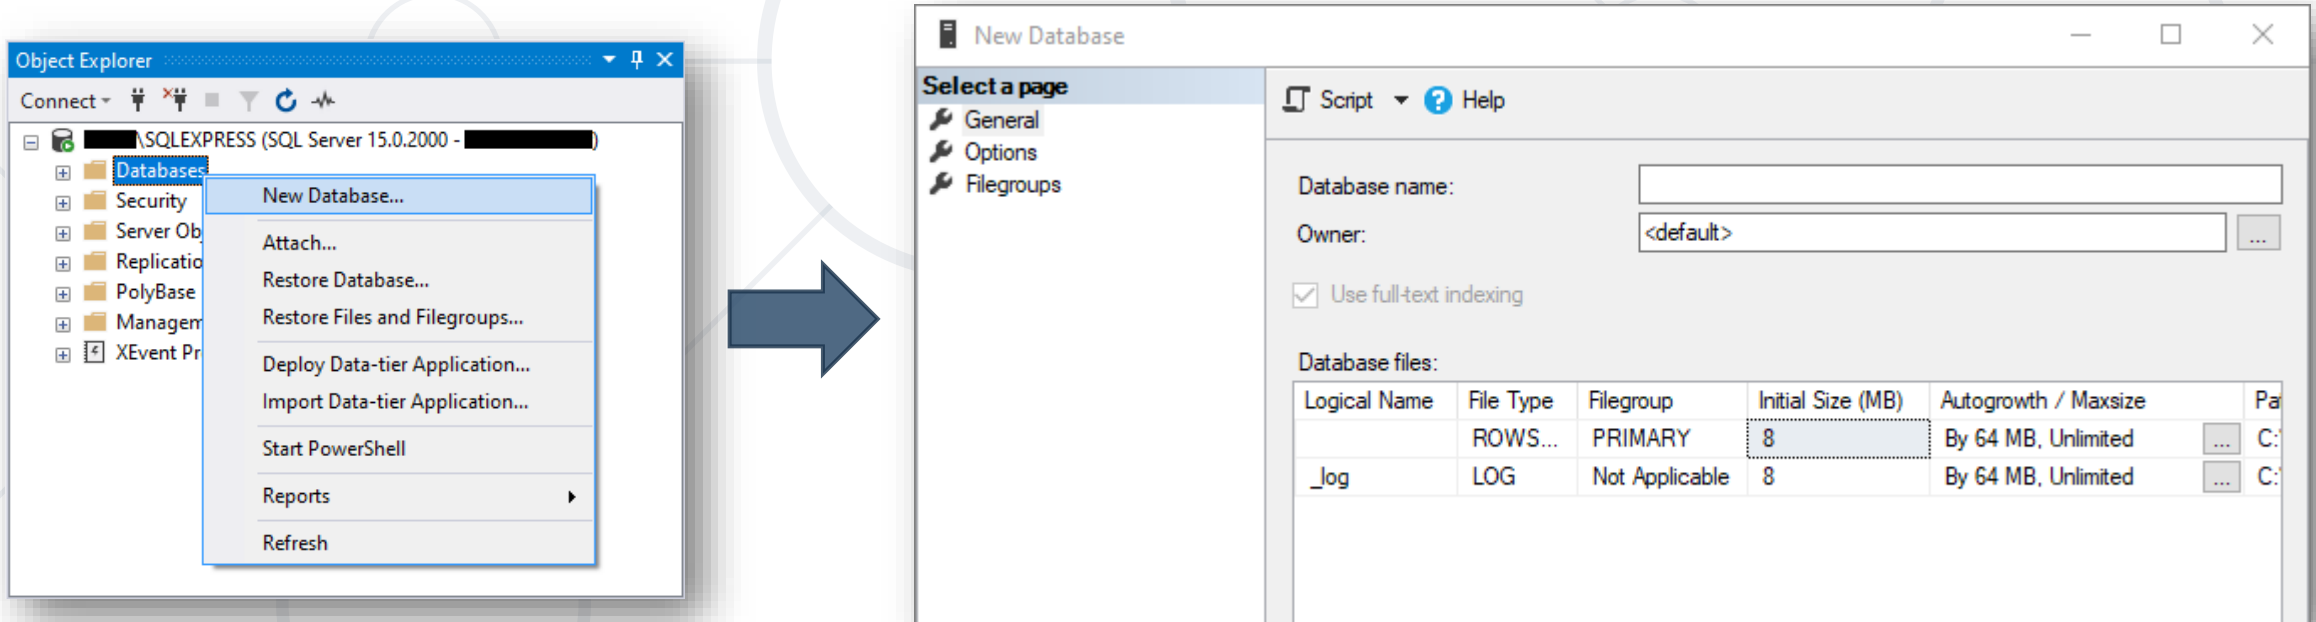 Object Explorer
Connect
\SQLEXPRESS (SQL Server 15.0.2000 - )
Databases
Security
Server Ob
Replicatio
PolyBase
Managem
XEvent Pr
New Database...
Attach...
Restore Database...
Restore Files and Filegroups...
Deploy Data-tier Application...
Import Data-tier Application...
Start PowerShell
Reports
Refresh
New Database
Select a page
General
Options
Filegroups
Script Help
Database name:
Owner: <default> ...
Use full-text indexing
Database files:
Logical Name File Type Filegroup Initial Size (MB) Autogrowth / Maxsize Pa
ROWS... PRIMARY 8 By 64 MB, Unlimited ... C:
_log LOG Not Applicable 8 By 64 MB, Unlimited ... C: